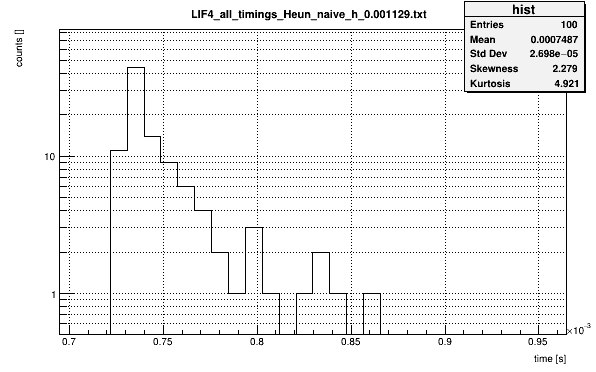 LIF4_all_timings_Heun_naive_h_0.001129.txt
hist
Entries 100
Mean 0.0007487
Std Dev 2.698e−05
Skewness 2.279
Kurtosis 4.921
counts []
10
1
0.7 0.75 0.8 0.85 0.9 0.95
×10⁻³
time [s]